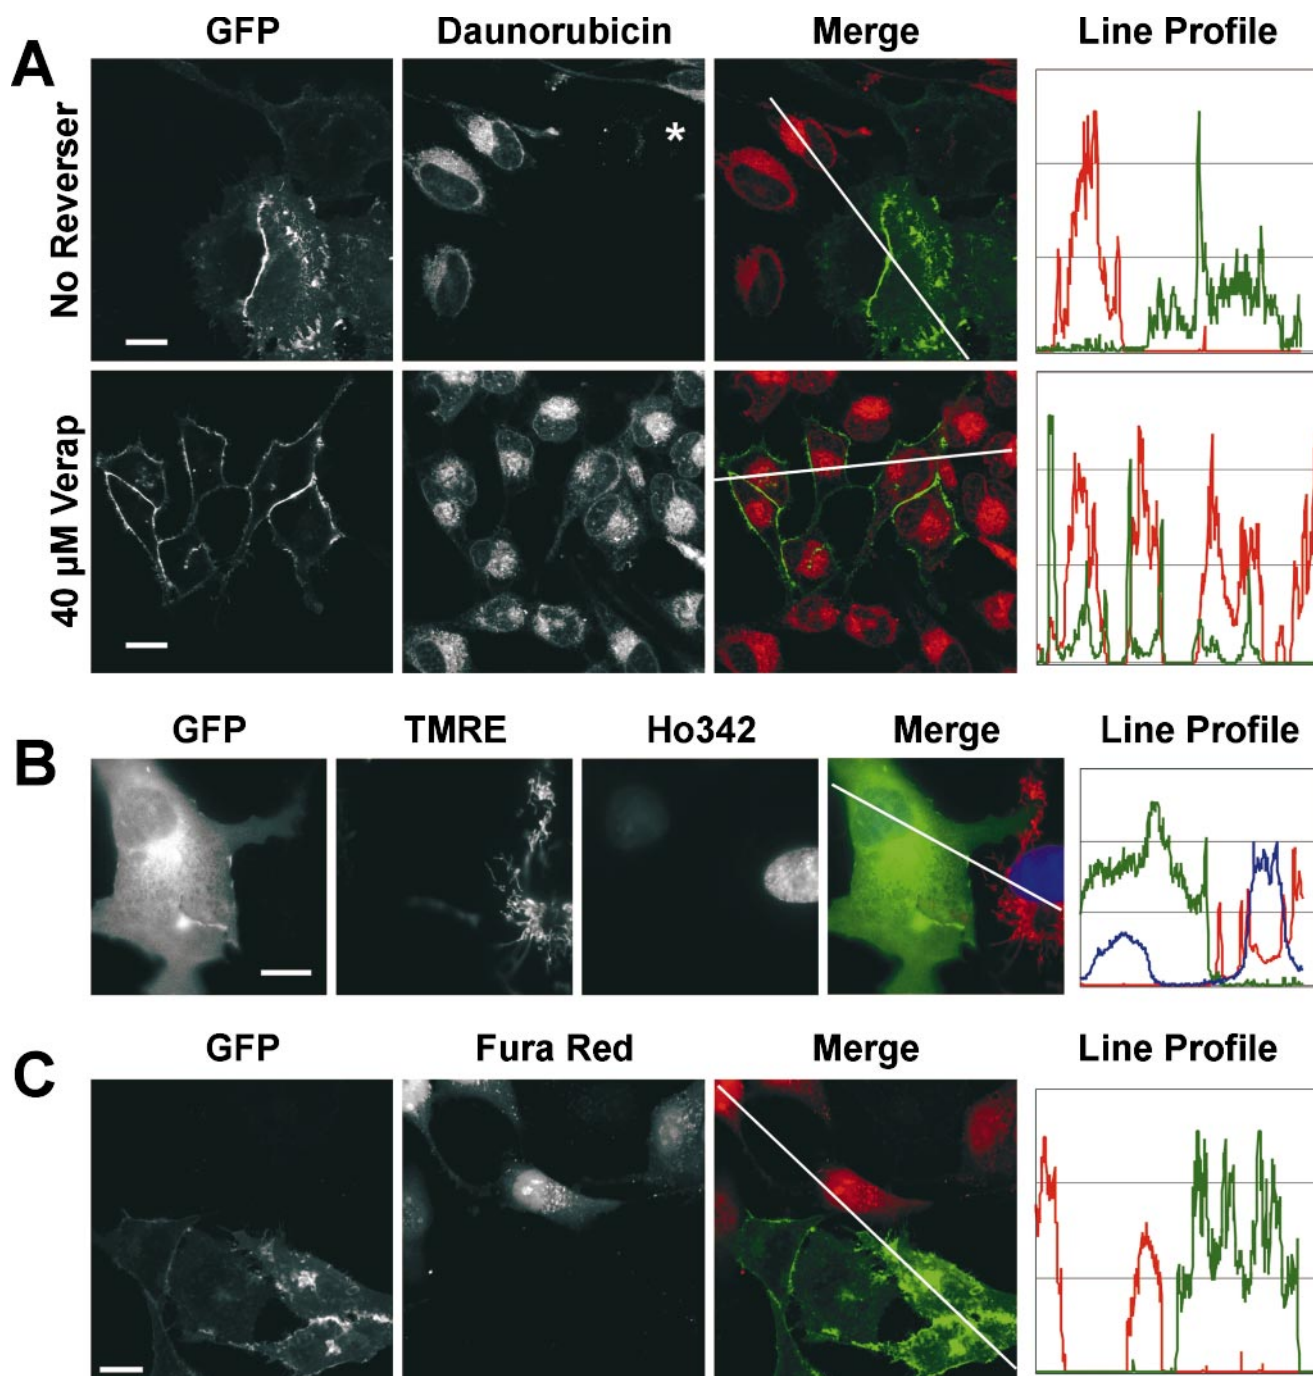 GFP Daunorubicin Merge Line Profile
A
No Reverser
*
40 µM Verap
GFP TMRE Ho342 Merge Line Profile
B
GFP Fura Red Merge Line Profile
C